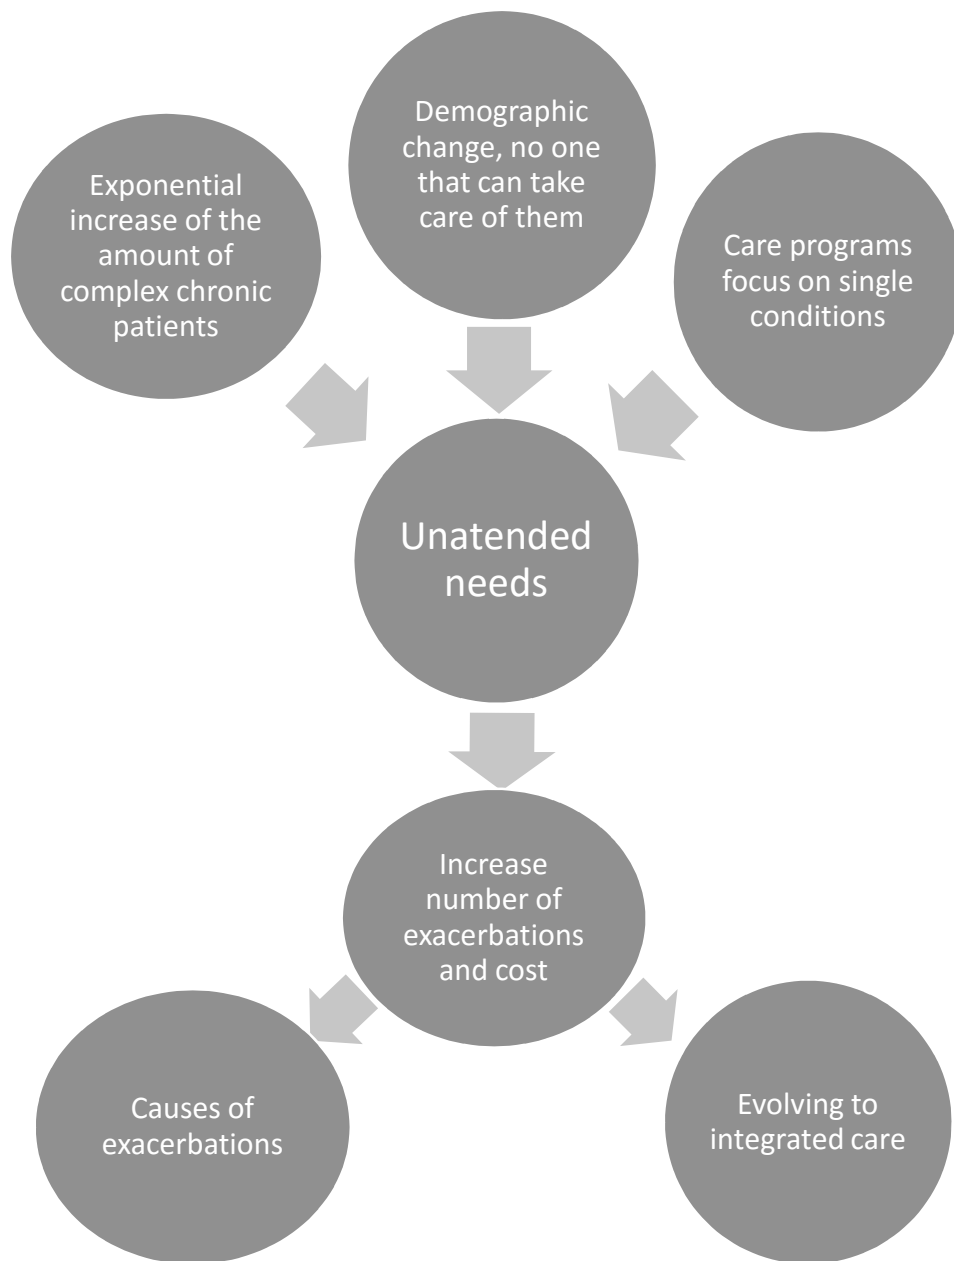 Demographic
change, no one
that can take
care of them
Exponential
increase of the
amount of
complex chronic
patients
Care programs
focus on single
conditions
Unatended
needs
Increase
number of
exacerbations
and cost
Causes of
exacerbations
Evolving to
integrated care